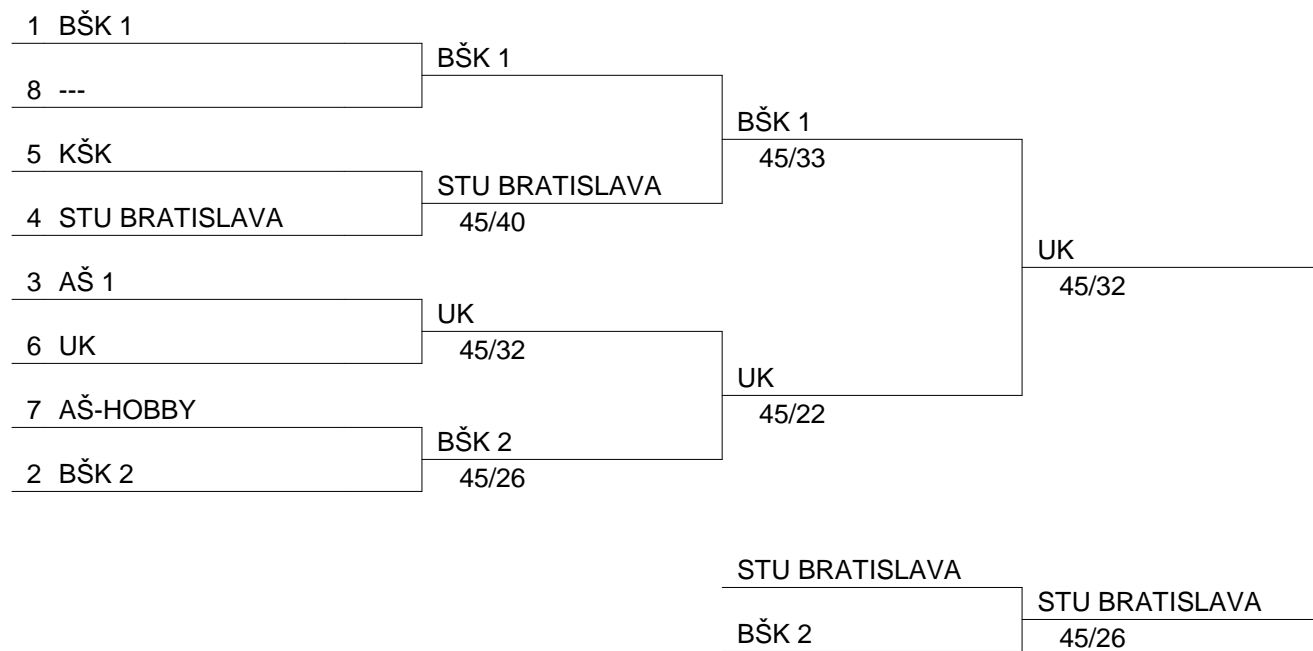 1 BŠK 1
BŠK 1
8 ---
BŠK 1
45/33
5 KŠK
STU BRATISLAVA
45/40
4 STU BRATISLAVA
UK
45/32
3 AŠ 1
UK
45/32
6 UK
UK
45/22
7 AŠ-HOBBY
BŠK 2
45/26
2 BŠK 2
STU BRATISLAVA
STU BRATISLAVA
45/26
BŠK 2